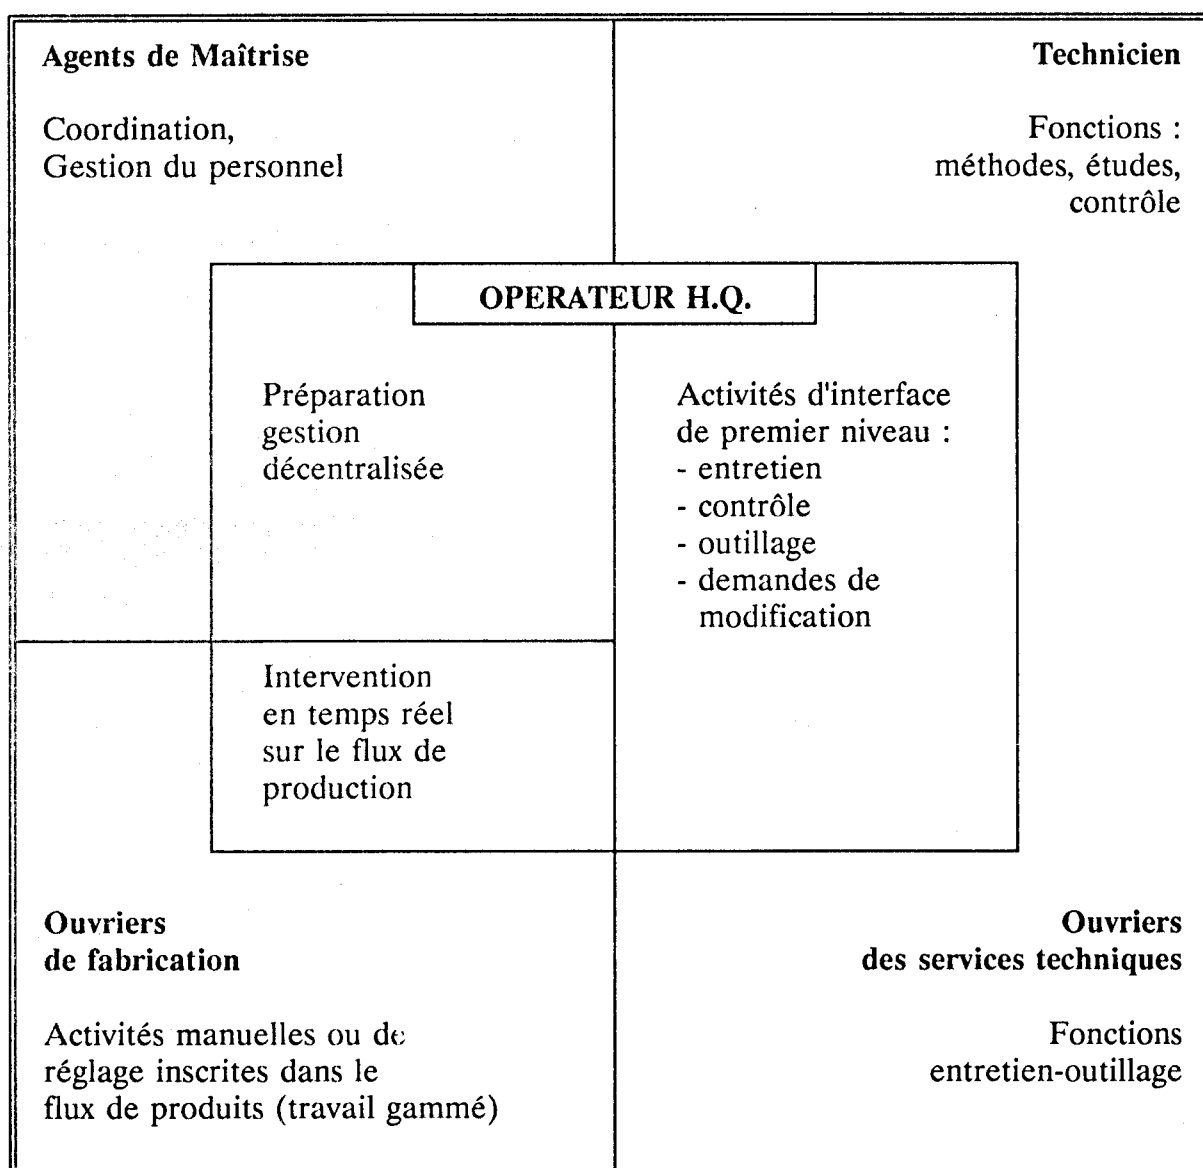 Agents de Maîtrise
Coordination,
Gestion du personnel
Technicien
Fonctions :
méthodes, études,
contrôle
OPERATEUR H.Q.
Préparation
gestion
décentralisée
Activités d'interface
de premier niveau :
- entretien
- contrôle
- outillage
- demandes de
modification
Intervention
en temps réel
sur le flux de
production
Ouvriers
de fabrication
Activités manuelles ou de
réglage inscrites dans le
flux de produits (travail gammé)
Ouvriers
des services techniques
Fonctions
entretien-outillage